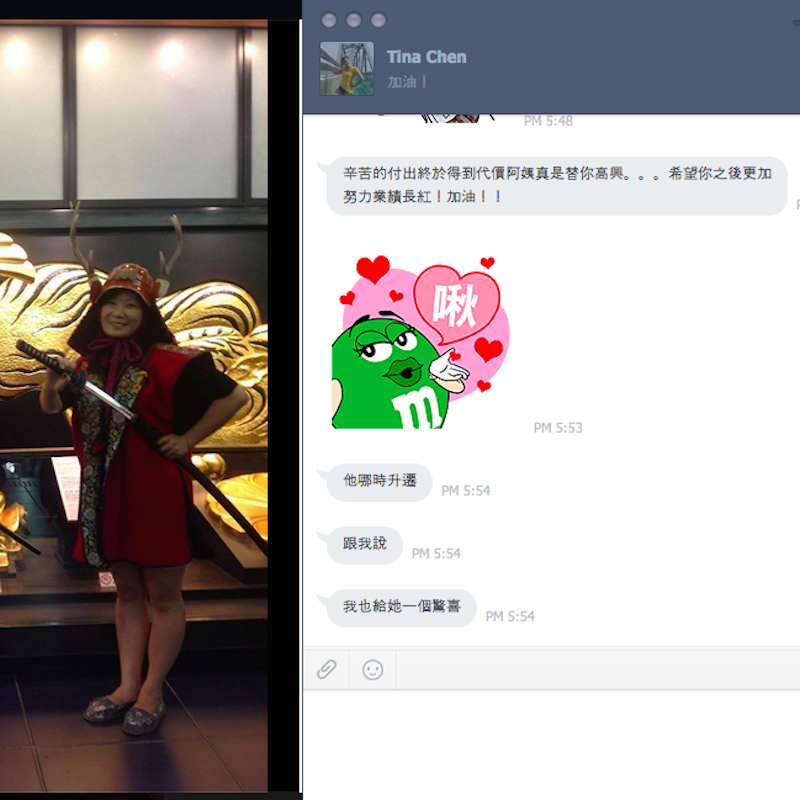 Tina Chen
加油！
PM 5:48
辛苦的付出終於得到代價阿姨真是替你高興。。。希望你之後更加
努力業績長紅！加油！！
啾
m
PM 5:53
他哪時升遷
PM 5:54
跟我說
PM 5:54
我也給她一個驚喜
PM 5:54